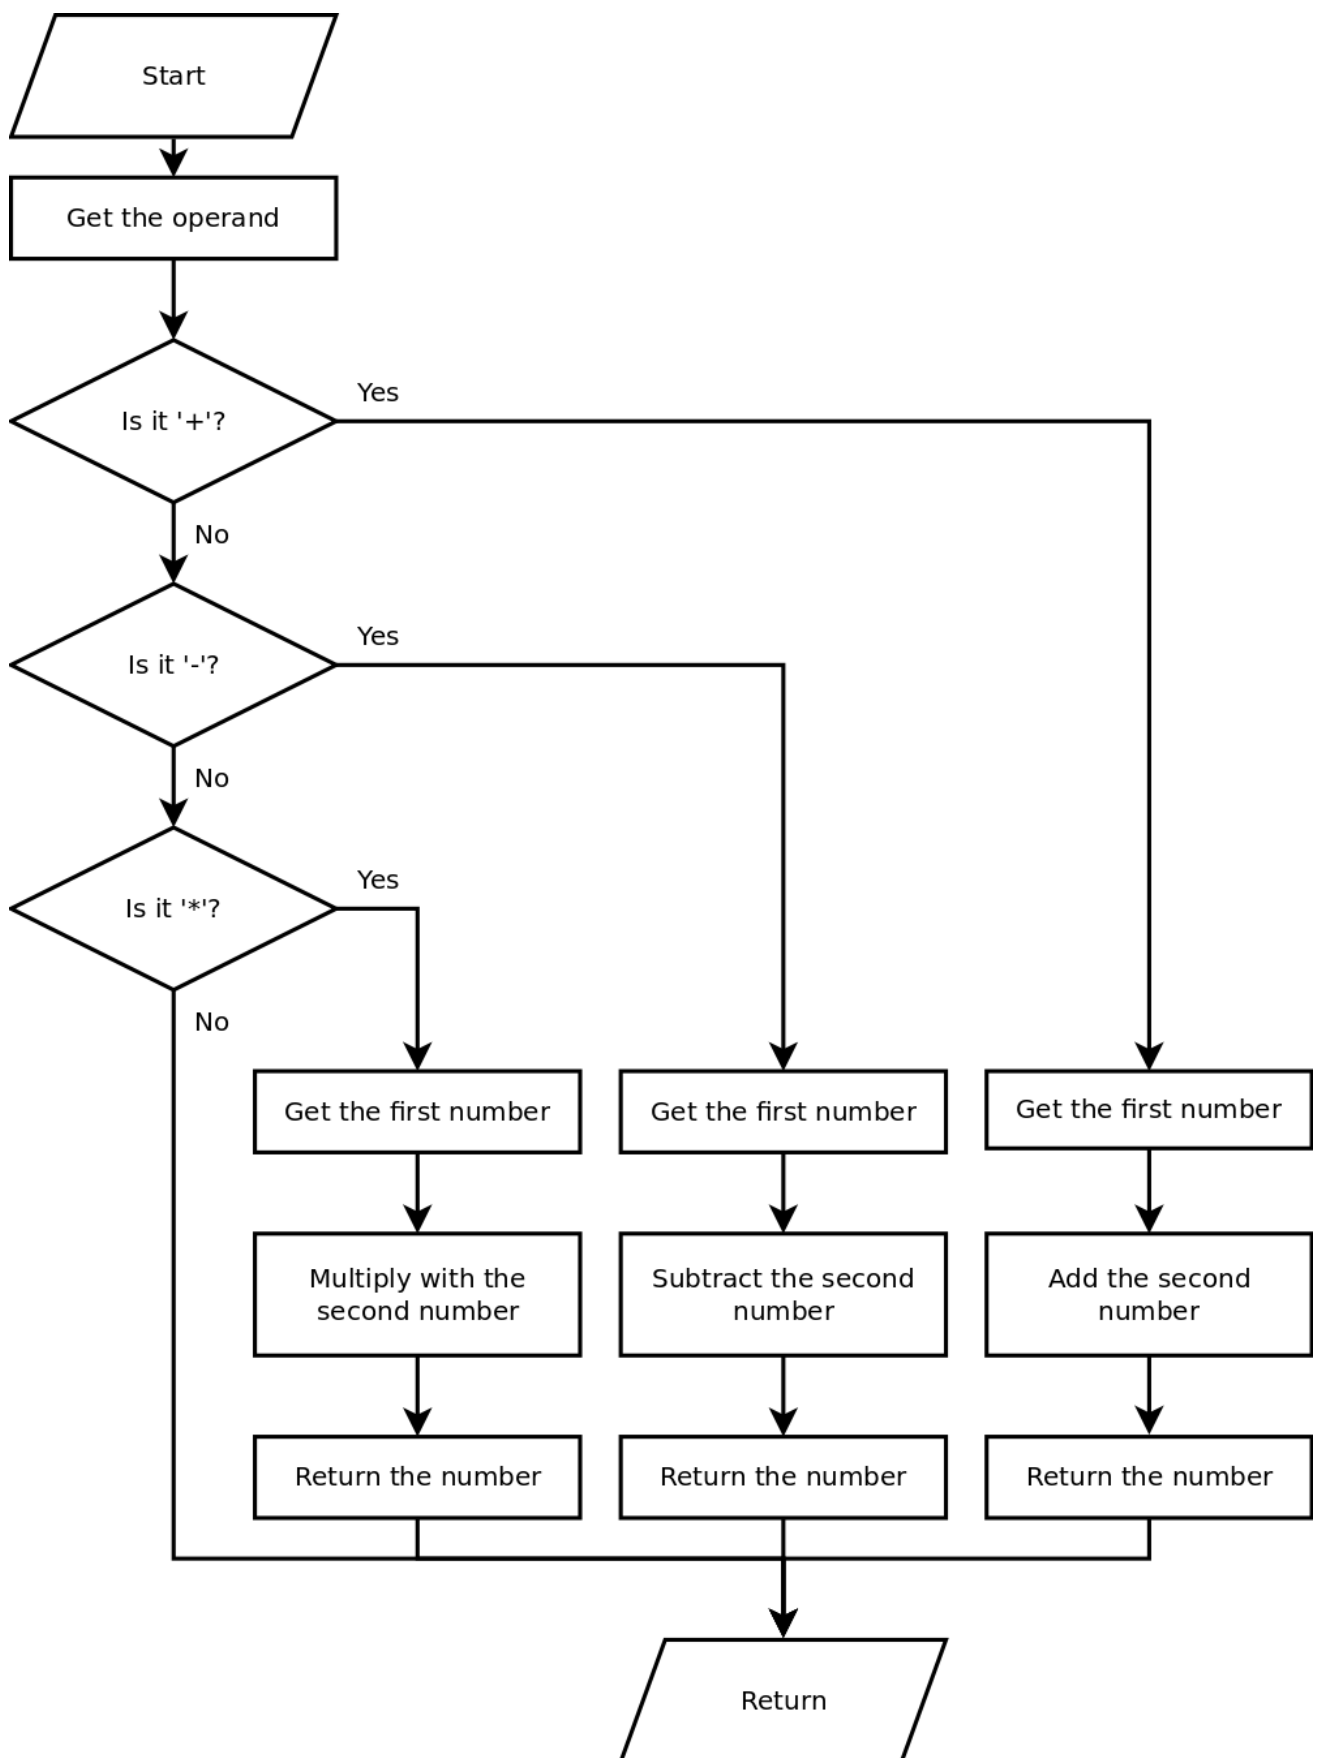 Start
Get the operand
Yes
Is it '+'?
No
Yes
Is it '-'?
No
Yes
Is it '*'?
No
Get the first number
Get the first number
Get the first number
Multiply with the
second number
Subtract the second
number
Add the second
number
Return the number
Return the number
Return the number
Return